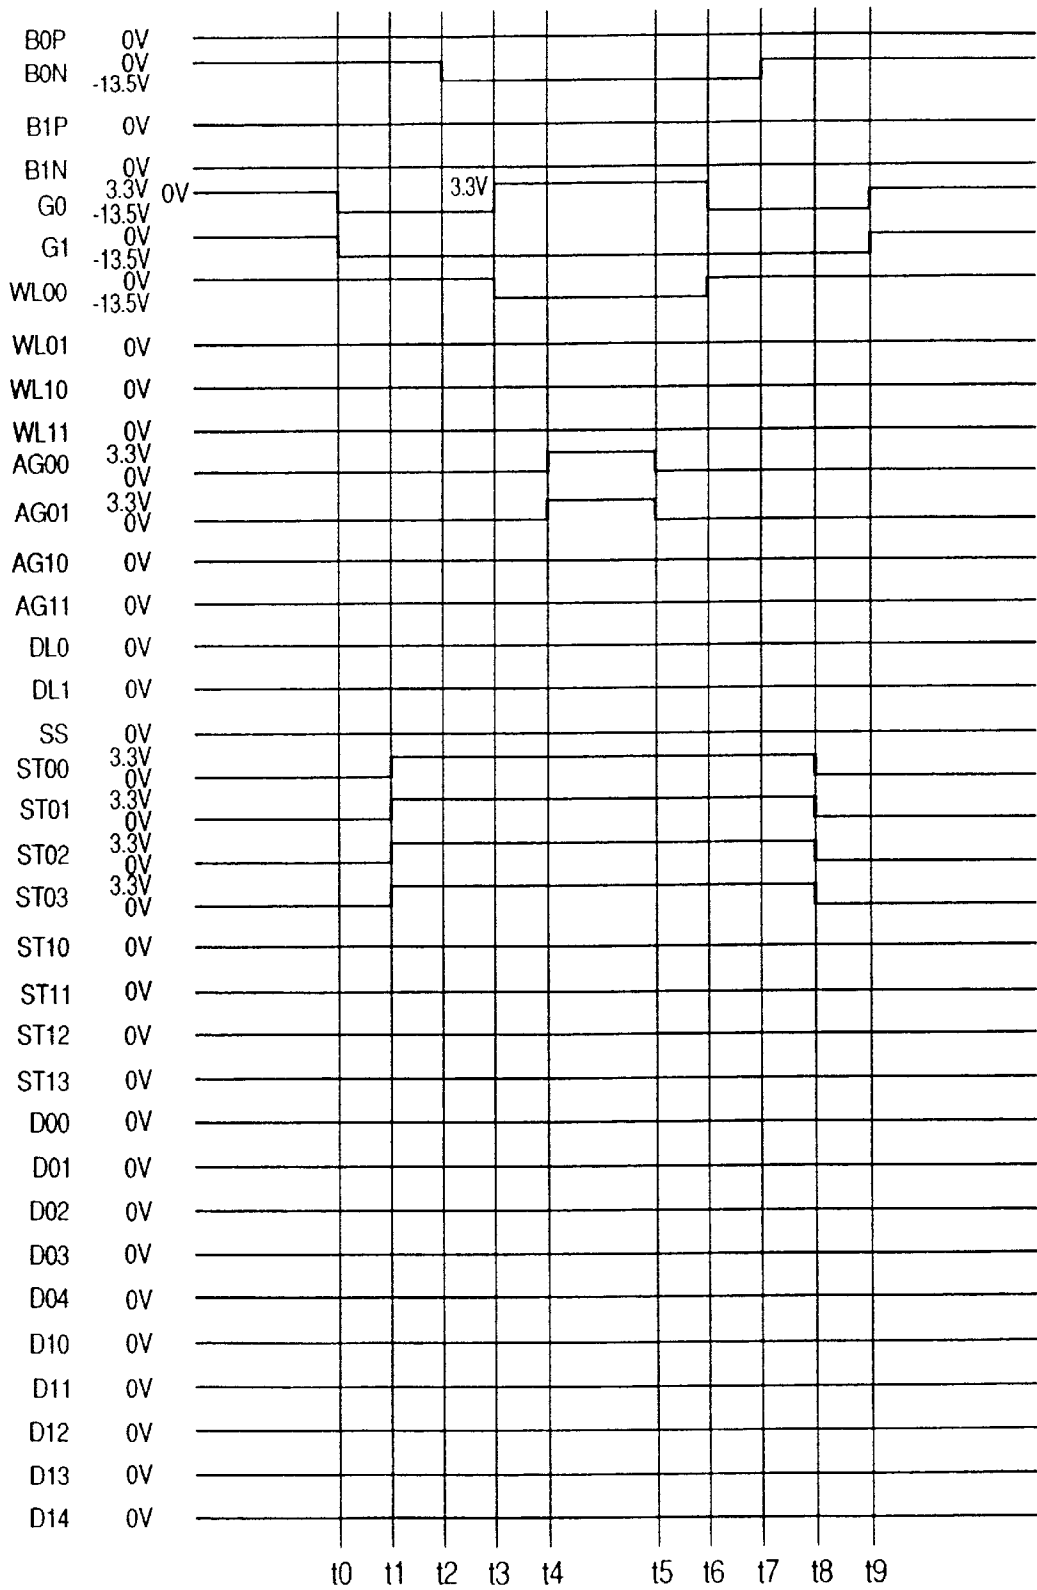 B0P 0V
B0N 0V
-13.5V
B1P 0V
B1N 0V
G0 3.3V 0V 3.3V
-13.5V
G1 0V
-13.5V
WL00 0V
-13.5V
WL01 0V
WL10 0V
WL11 0V
AG00 3.3V
0V
AG01 3.3V
0V
AG10 0V
AG11 0V
DL0 0V
DL1 0V
SS 0V
ST00 3.3V
0V
ST01 3.3V
0V
ST02 3.3V
0V
ST03 3.3V
0V
ST10 0V
ST11 0V
ST12 0V
ST13 0V
D00 0V
D01 0V
D02 0V
D03 0V
D04 0V
D10 0V
D11 0V
D12 0V
D13 0V
D14 0V
t0 t1 t2 t3 t4 t5 t6 t7 t8 t9